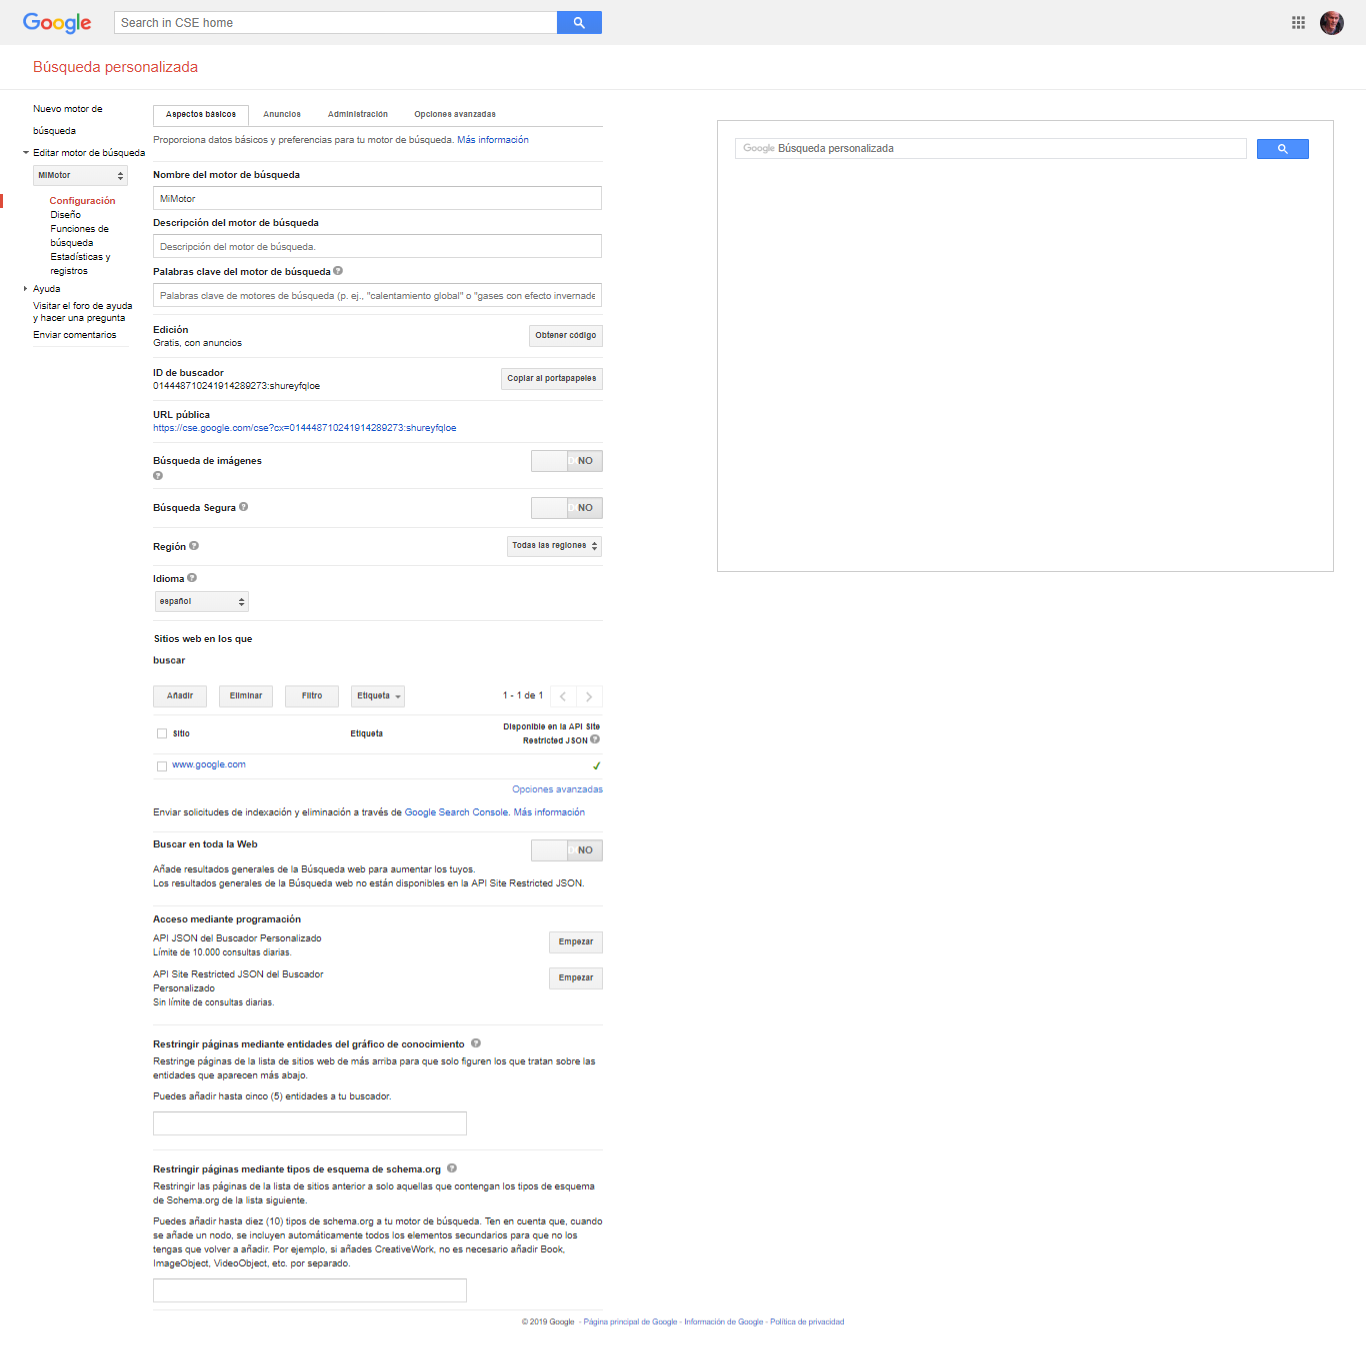 Google
Search in CSE home
Búsqueda personalizada
Nuevo motor de
búsqueda
Editar motor de búsqueda
MiMotor
Configuración
Diseño
Funciones de
búsqueda
Estadísticas y
registros
Ayuda
Visitar el foro de ayuda
y hacer una pregunta
Enviar comentarios
Aspectos básicos Anuncios Administración Opciones avanzadas
Proporciona datos básicos y preferencias para tu motor de búsqueda. Más información
Nombre del motor de búsqueda
MiMotor
Descripción del motor de búsqueda
Descripción del motor de búsqueda.
Palabras clave del motor de búsqueda
Palabras clave de motores de búsqueda (p. ej., "calentamiento global" o "gases con efecto invernade
Edición
Gratis, con anuncios
Obtener código
ID de buscador
014448710241914289273:shureyfqloe
Copiar al portapapeles
URL pública
https://cse.google.com/cse?cx=014448710241914289273:shureyfqloe
Búsqueda de imágenes
NO
Búsqueda Segura
NO
Región
Todas las regiones
Idioma
español
Sitios web en los que
buscar
Añadir Eliminar Filtro Etiqueta 1 - 1 de 1
Sitio Etiqueta Disponible en la API Site
Restricted JSON
www.google.com
Opciones avanzadas
Enviar solicitudes de indexación y eliminación a través de Google Search Console. Más información
Buscar en toda la Web
NO
Añade resultados generales de la Búsqueda web para aumentar los tuyos.
Los resultados generales de la Búsqueda web no están disponibles en la API Site Restricted JSON.
Acceso mediante programación
API JSON del Buscador Personalizado
Límite de 10.000 consultas diarias.
Empezar
API Site Restricted JSON del Buscador
Personalizado
Sin límite de consultas diarias.
Empezar
Restringir páginas mediante entidades del gráfico de conocimiento
Restringe páginas de la lista de sitios web de más arriba para que solo figuren los que tratan sobre las
entidades que aparecen más abajo.
Puedes añadir hasta cinco (5) entidades a tu buscador.
Restringir páginas mediante tipos de esquema de schema.org
Restringir las páginas de la lista de sitios anterior a solo aquellas que contengan los tipos de esquema
de Schema.org de la lista siguiente.
Puedes añadir hasta diez (10) tipos de schema.org a tu motor de búsqueda. Ten en cuenta que, cuando
se añade un nodo, se incluyen automáticamente todos los elementos secundarios para que no los
tengas que volver a añadir. Por ejemplo, si añades CreativeWork, no es necesario añadir Book,
ImageObject, VideoObject, etc. por separado.
Google Búsqueda personalizada
© 2019 Google - Página principal de Google - Información de Google - Política de privacidad